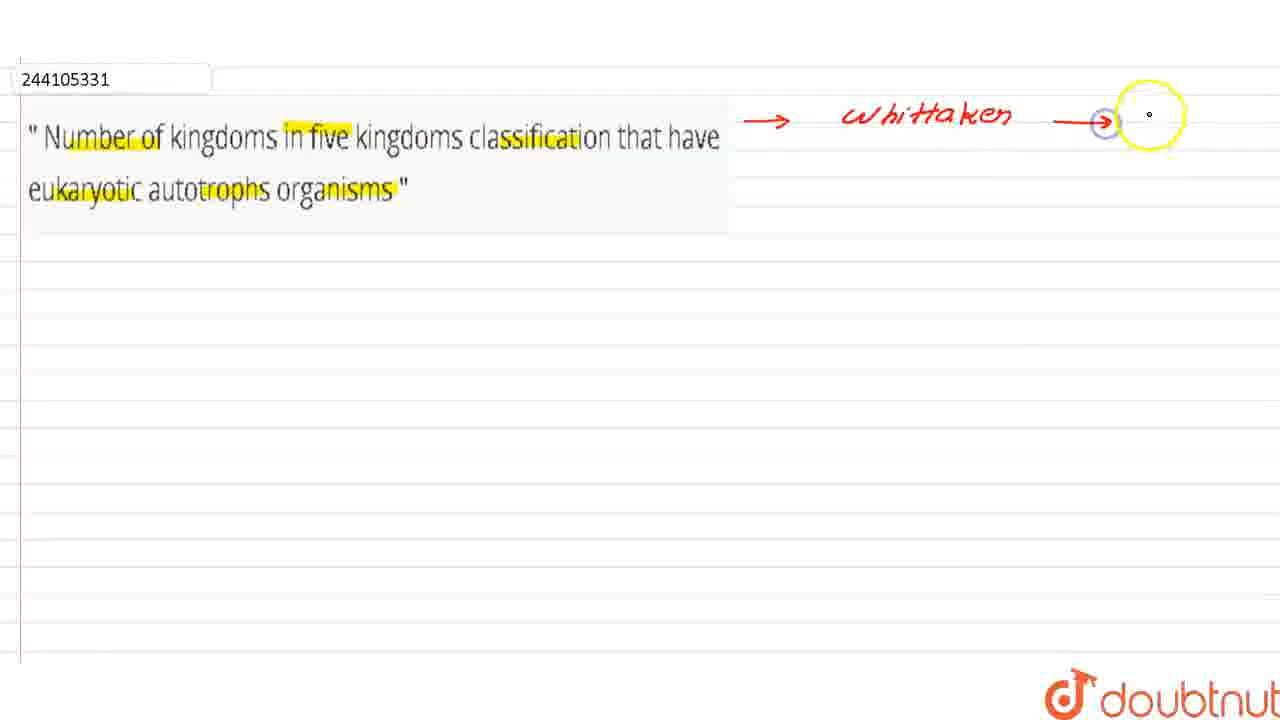 244105331
" Number of kingdoms in five kingdoms classification that have
eukaryotic autotrophs organisms "
→ Whittaker →
doubtnut